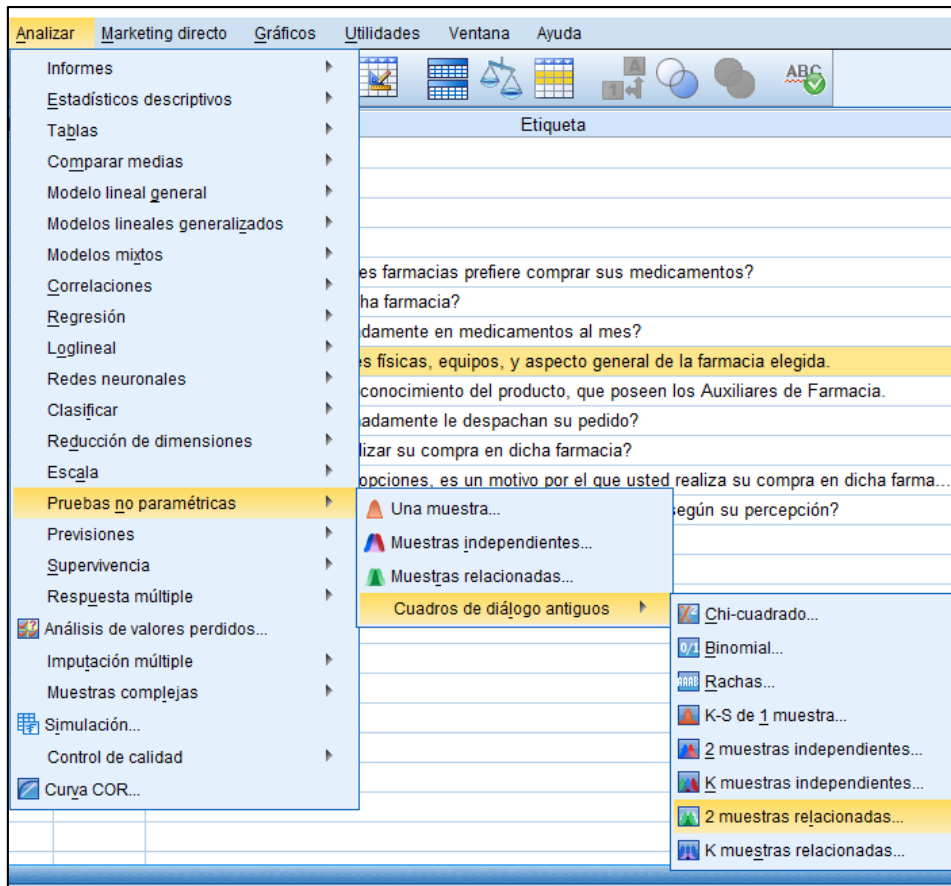 Analizar Marketing directo Gráficos Utilidades Ventana Ayuda
Informes
Estadísticos descriptivos
Tablas
Comparar medias
Modelo lineal general
Modelos lineales generalizados
Modelos mixtos
Correlaciones
Regresión
Loglineal
Redes neuronales
Clasificar
Reducción de dimensiones
Escala
Pruebas no paramétricas
Previsiones
Supervivencia
Respuesta múltiple
Análisis de valores perdidos...
Imputación múltiple
Muestras complejas
Simulación...
Control de calidad
Curva COR...
A
1
ABC
Etiqueta
es farmacias prefiere comprar sus medicamentos?
ha farmacia?
damente en medicamentos al mes?
s físicas, equipos, y aspecto general de la farmacia elegida.
conocimiento del producto, que poseen los Auxiliares de Farmacia.
adamente le despachan su pedido?
lizar su compra en dicha farmacia?
opciones, es un motivo por el que usted realiza su compra en dicha farma...
según su percepción?
Una muestra...
Muestras independientes...
Muestras relacionadas...
Cuadros de diálogo antiguos
Chi-cuadrado...
0/1 Binomial...
AAAB Rachas...
K-S de 1 muestra...
2 muestras independientes...
K muestras independientes...
2 muestras relacionadas...
K muestras relacionadas...